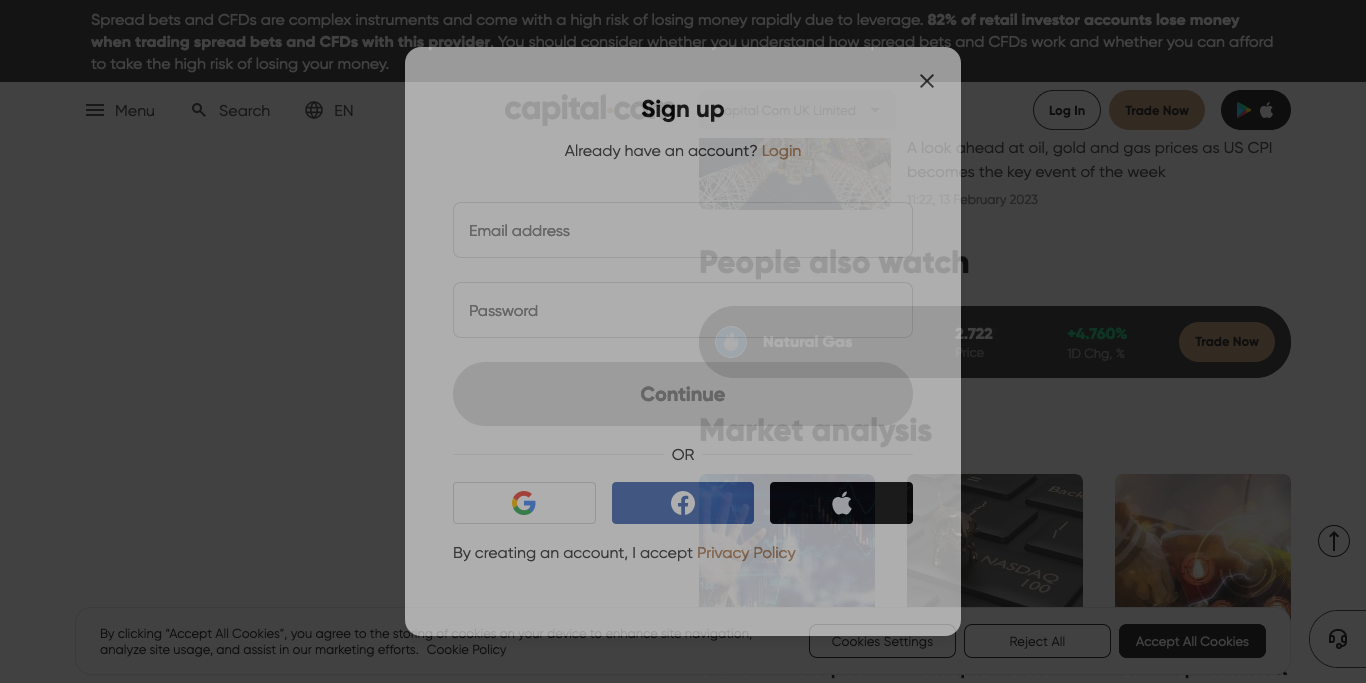 Spread bets and CFDs are complex instruments and come with a high risk of losing money rapidly due to leverage. 82% of retail investor accounts lose money
when trading spread bets and CFDs with this provider. You should consider whether you understand how spread bets and CFDs work and whether you can afford
to take the high risk of losing your money.
Menu
Search
EN
capital.com
Capital Com UK Limited
Log In
Trade Now
A look ahead at oil, gold and gas prices as US CPI
becomes the key event of the week
11:22, 13 February 2023
Sign up
Already have an account? Login
Email address
Password
Continue
OR
By creating an account, I accept Privacy Policy
People also watch
Natural Gas
2.722
Price
+4.760%
1D Chg, %
Trade Now
Market analysis
Back
NASDAQ
100
By clicking “Accept All Cookies”, you agree to the storing of cookies on your device to enhance site navigation,
analyze site usage, and assist in our marketing efforts. Cookie Policy
Cookies Settings
Reject All
Accept All Cookies